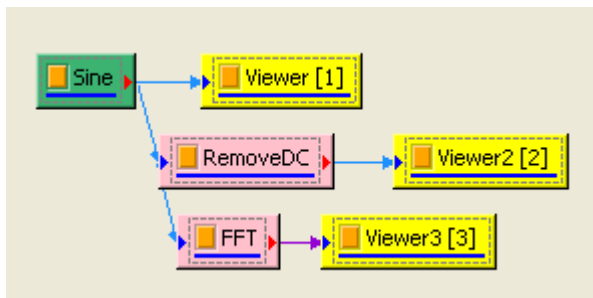 Sine
Viewer [1]
RemoveDC
Viewer2 [2]
FFT
Viewer3 [3]